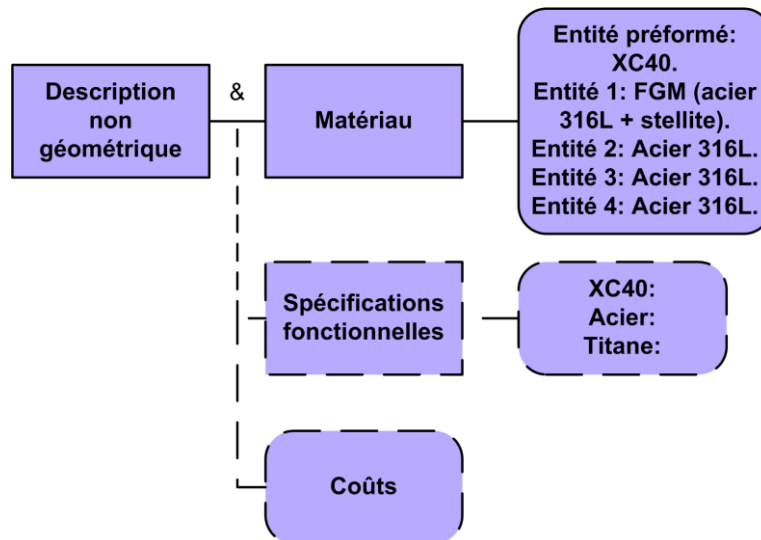 Description
non
géométrique
&
Matériau
Entité préformé:
XC40.
Entité 1: FGM (acier
316L + stellite).
Entité 2: Acier 316L.
Entité 3: Acier 316L.
Entité 4: Acier 316L.
Spécifications
fonctionnelles
XC40:
Acier:
Titane:
Coûts